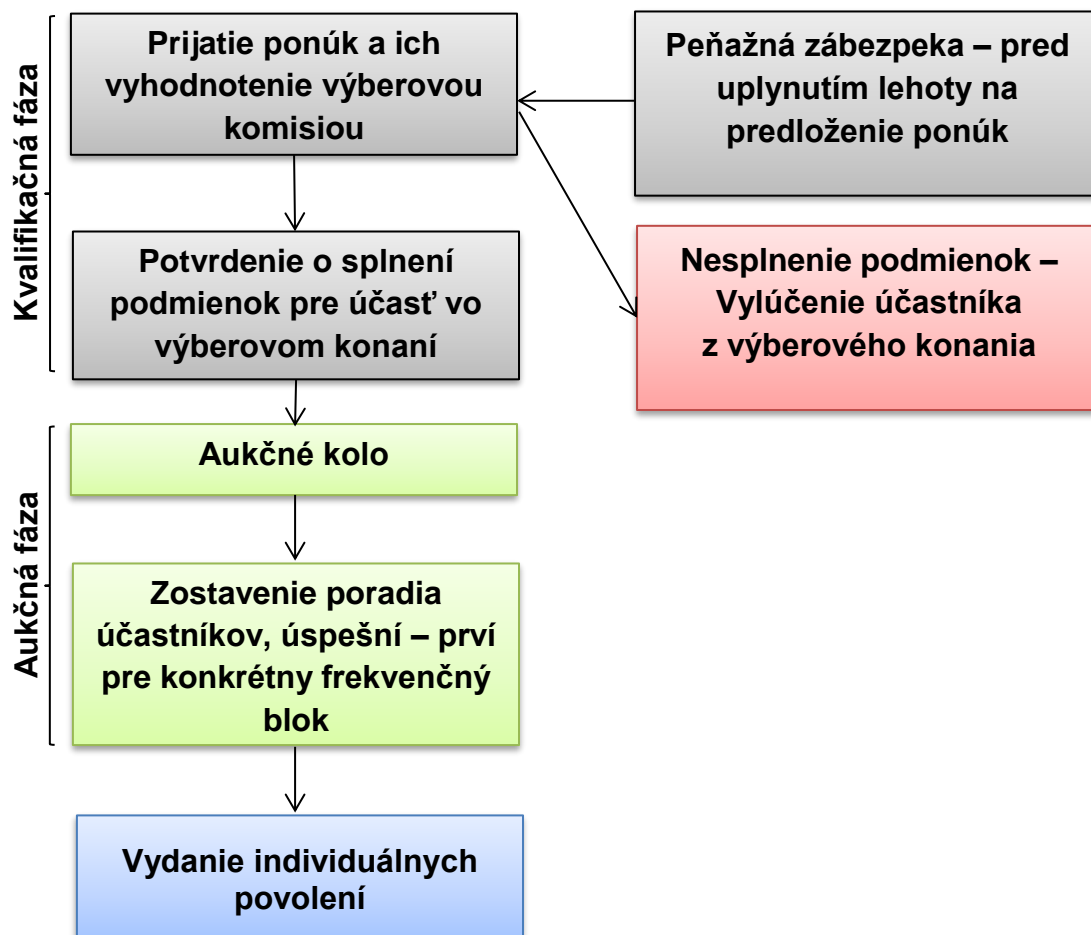 Kvalifikačná fáza
Prijatie ponúk a ich
vyhodnotenie výberovou
komisiou
Peňažná zábezpeka – pred
uplynutím lehoty na
predloženie ponúk
Potvrdenie o splnení
podmienok pre účasť vo
výberovom konaní
Nesplnenie podmienok –
Vylúčenie účastníka
z výberového konania
Aukčná fáza
Aukčné kolo
Zostavenie poradia
účastníkov, úspešní – prví
pre konkrétny frekvenčný
blok
Vydanie individuálnych
povolení